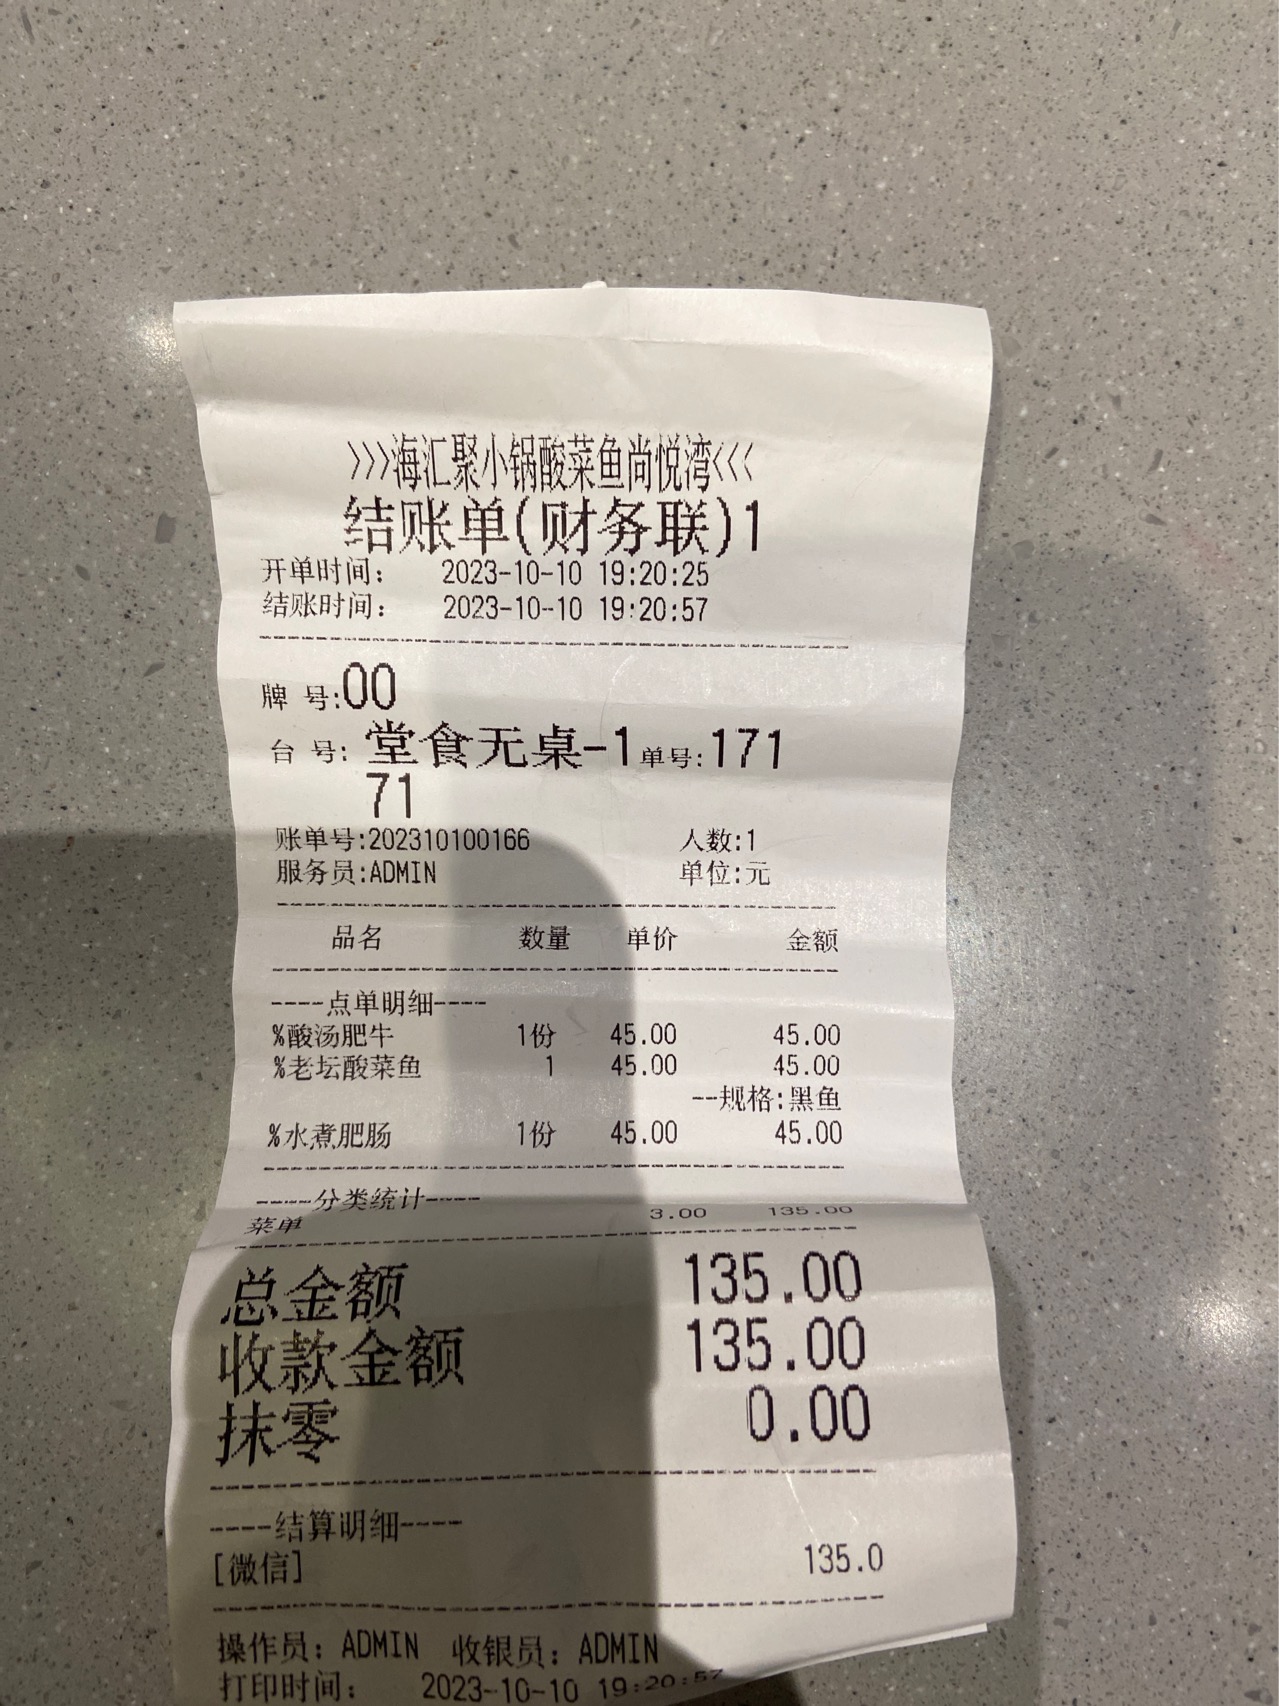 >>>海汇聚小锅酸菜鱼尚悦湾<<<
结账单(财务联)1
开单时间: 2023-10-10 19:20:25
结账时间: 2023-10-10 19:20:57
牌 号:00
台 号: 堂食无桌-1 单号:171
71
账单号:202310100166 人数:1
服务员:ADMIN 单位:元
品名 数量 单价 金额
----点单明细----
%酸汤肥牛 1份 45.00 45.00
%老坛酸菜鱼 1 45.00 45.00
--规格:黑鱼
%水煮肥肠 1份 45.00 45.00
----分类统计----
菜单 3.00 135.00
总金额 135.00
收款金额 135.00
抹零 0.00
----结算明细----
[微信] 135.0
操作员: ADMIN 收银员: ADMIN
打印时间: 2023-10-10 19:20:57